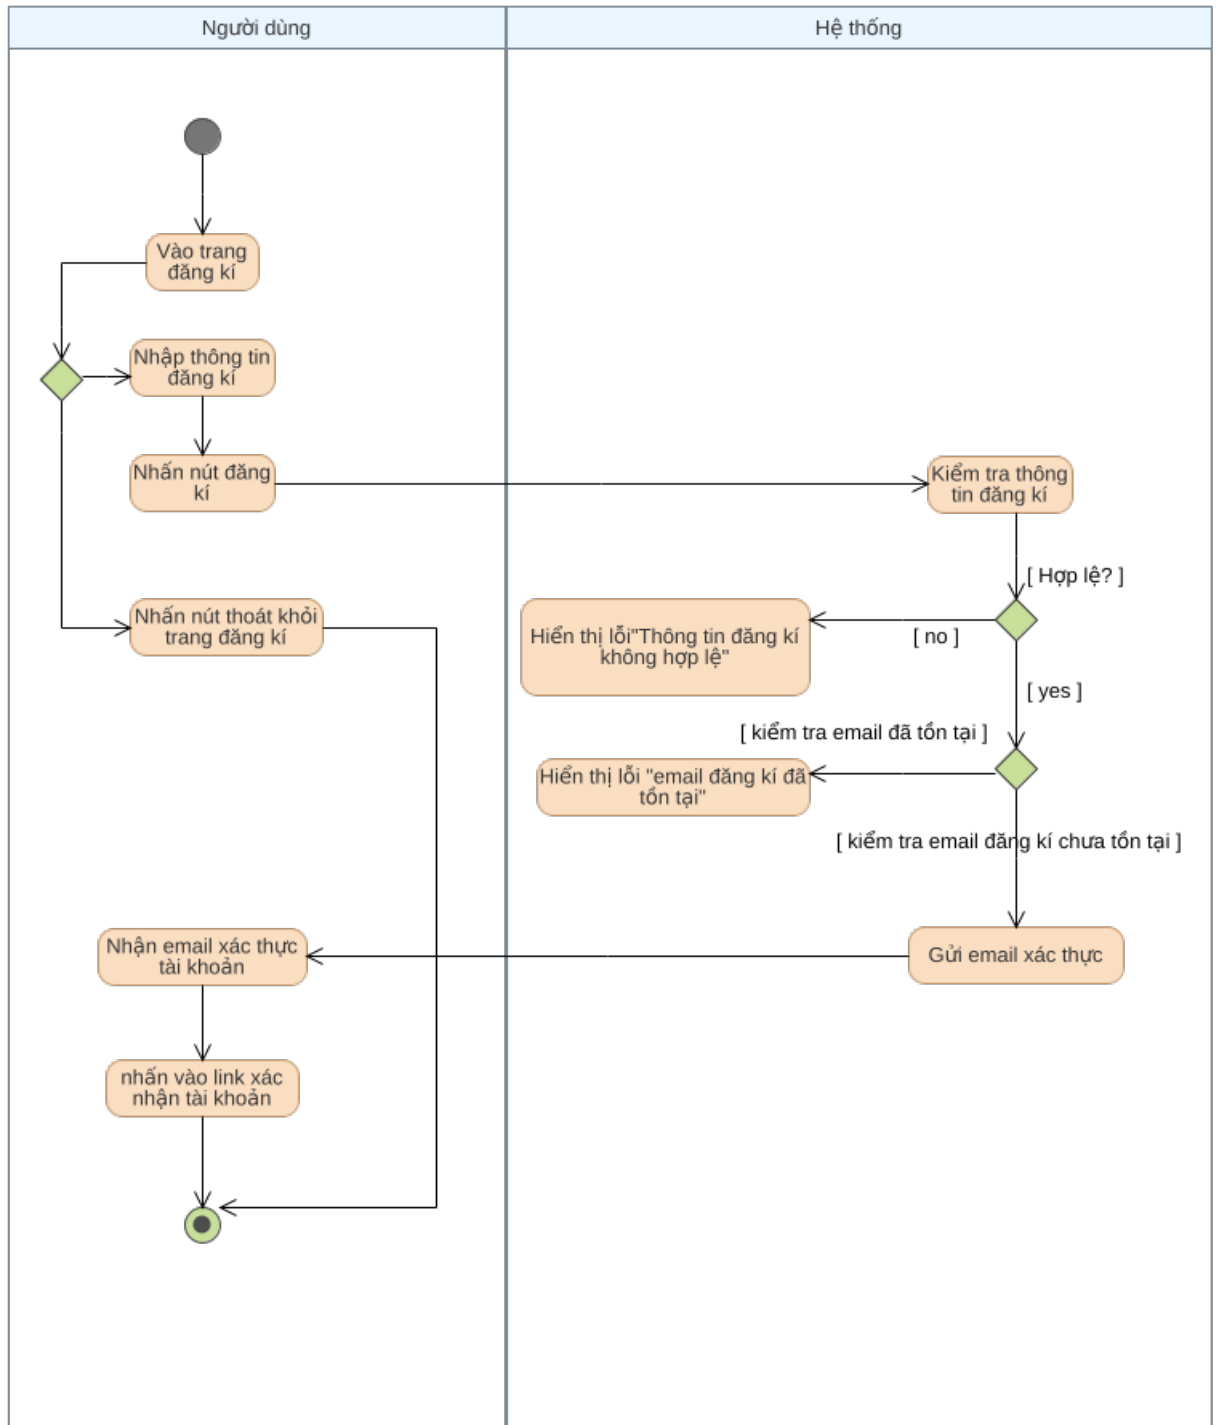 Người dùng
Hệ thống
Vào trang
đăng kí
Nhập thông tin
đăng kí
Nhấn nút đăng
kí
Kiểm tra thông
tin đăng kí
[ Hợp lệ? ]
Nhấn nút thoát khỏi
trang đăng kí
Hiển thị lỗi"Thông tin đăng kí
không hợp lệ"
[ no ]
[ yes ]
[ kiểm tra email đã tồn tại ]
Hiển thị lỗi "email đăng kí đã
tồn tại"
[ kiểm tra email đăng kí chưa tồn tại ]
Nhận email xác thực
tài khoản
Gửi email xác thực
nhấn vào link xác
nhận tài khoản